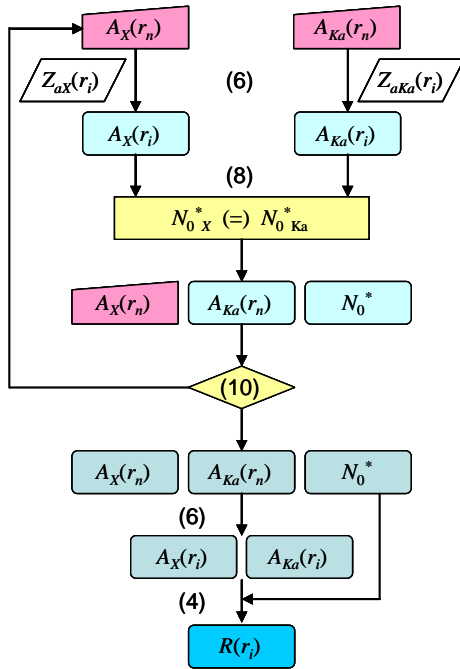 A_X(r_n) A_Ka(r_n)
Z_aX(r_i) (6) Z_aKa(r_i)
A_X(r_i) A_Ka(r_i)
(8)
N_0^*_X (=) N_0^*_Ka
A_X(r_n) A_Ka(r_n) N_0^*
(10)
A_X(r_n) A_Ka(r_n) N_0^*
(6)
A_X(r_i) A_Ka(r_i)
(4)
R(r_i)